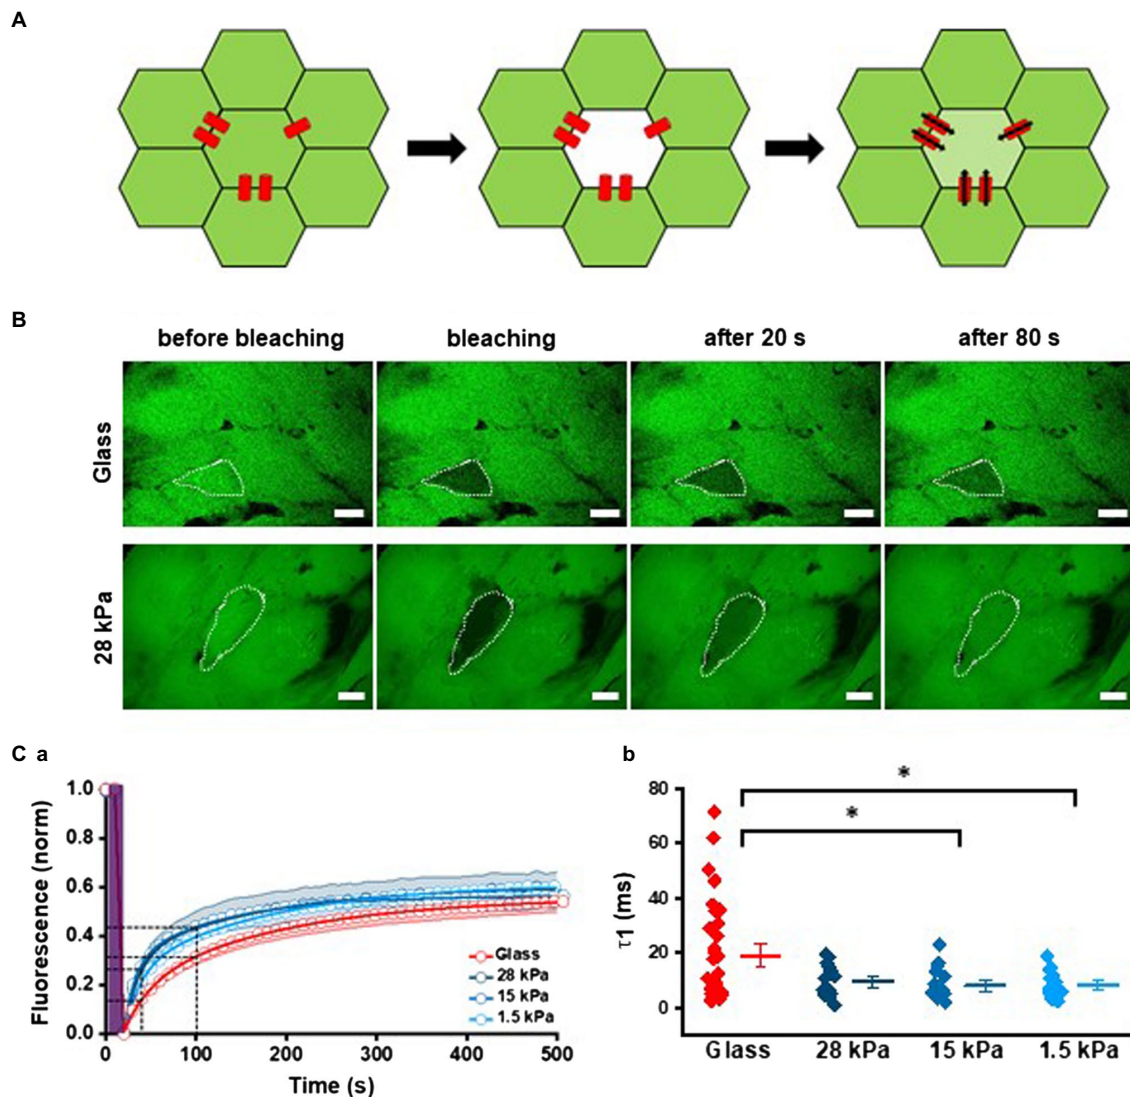 A
B
before bleaching bleaching after 20 s after 80 s
Glass
28 kPa
C a
1.0
0.8
0.6
0.4
0.2
0.0
Fluorescence (norm)
0 100 200 300 400 500
Time (s)
Glass
28 kPa
15 kPa
1.5 kPa
b
80
60
40
20
0
τ1 (ms)
*
*
Glass 28 kPa 15 kPa 1.5 kPa